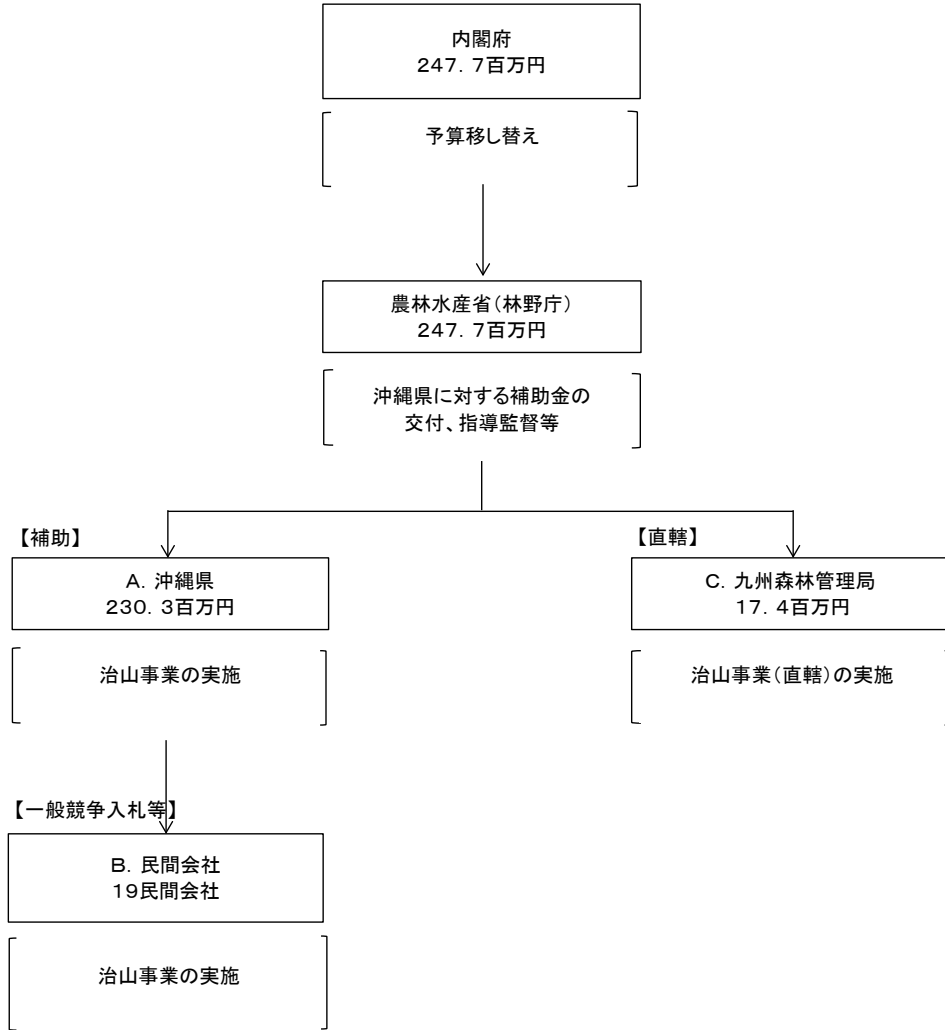 内閣府
247．7百万円
予算移し替え
農林水産省（林野庁）
247．7百万円
沖縄県に対する補助金の
交付、指導監督等
【補助】
A．沖縄県
230．3百万円
治山事業の実施
【直轄】
C．九州森林管理局
17．4百万円
治山事業（直轄）の実施
【一般競争入札等】
B．民間会社
19民間会社
治山事業の実施